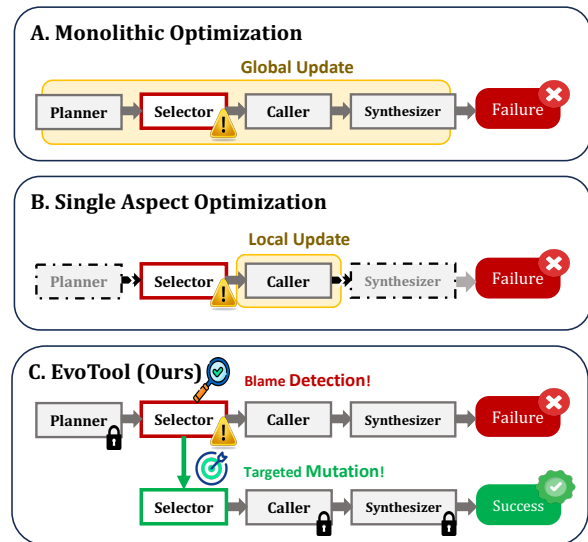 A. Monolithic Optimization
Global Update
Planner Selector Caller Synthesizer Failure
B. Single Aspect Optimization
Local Update
Planner Selector Caller Synthesizer Failure
C. EvoTool (Ours)
Blame Detection!
Planner Selector Caller Synthesizer Failure
Targeted Mutation!
Selector Caller Synthesizer Success